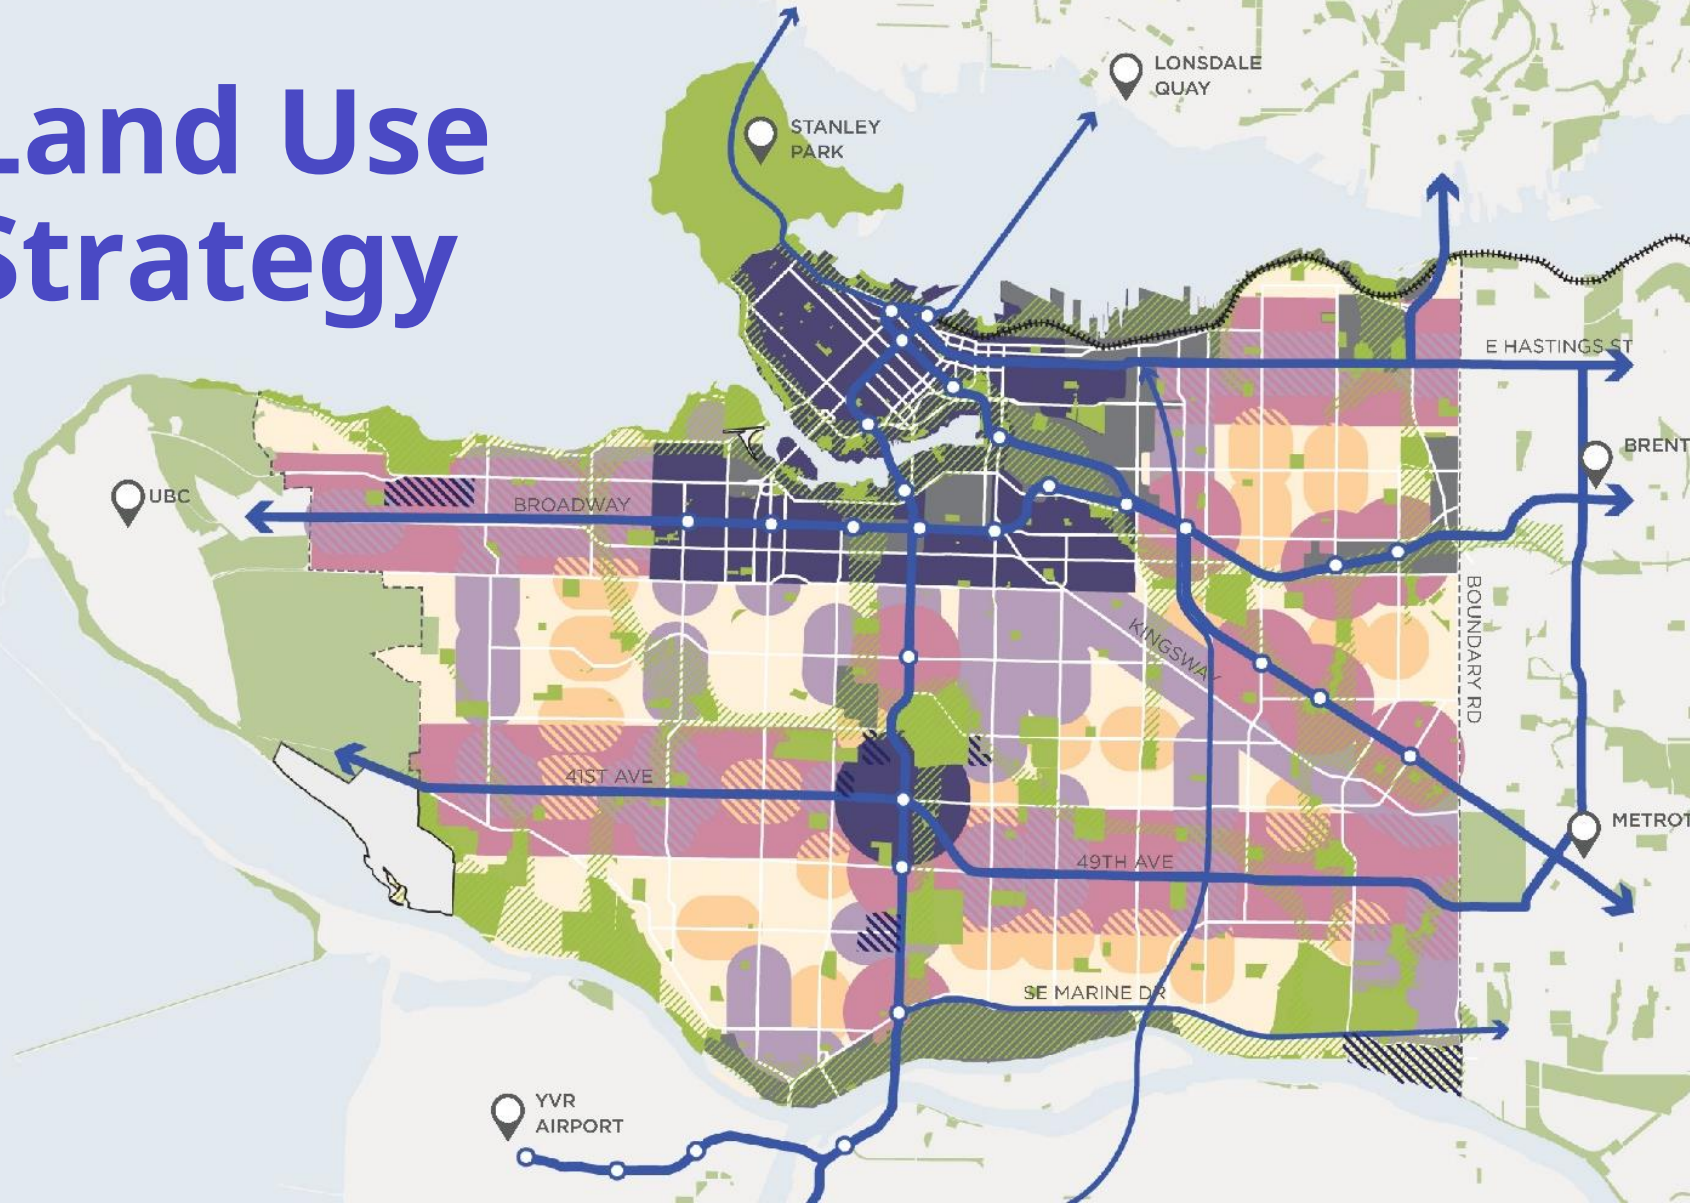 Land Use
Strategy
LONSDALE
QUAY
STANLEY
PARK
E HASTINGS ST
BRENT
UBC
BROADWAY
BOUNDARY RD
KINGSWAY
41ST AVE
METROT
49TH AVE
SE MARINE DR
YVR
AIRPORT